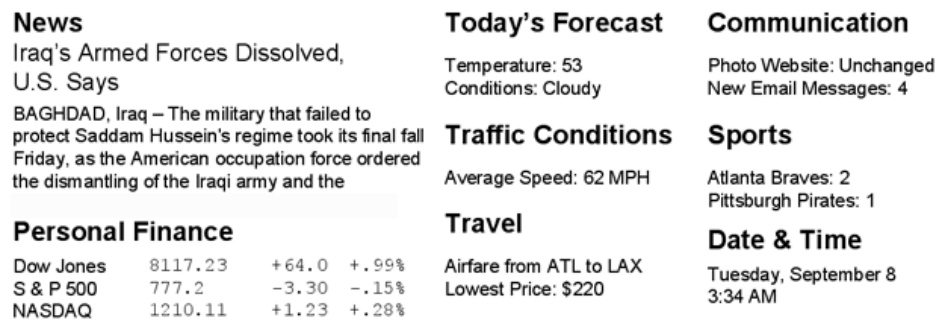 News
Iraq's Armed Forces Dissolved,
U.S. Says
BAGHDAD, Iraq – The military that failed to
protect Saddam Hussein's regime took its final fall
Friday, as the American occupation force ordered
the dismantling of the Iraqi army and the
Personal Finance
Dow Jones 8117.23 +64.0 +.99%
S & P 500 777.2 -3.30 -.15%
NASDAQ 1210.11 +1.23 +.28%
Today's Forecast
Temperature: 53
Conditions: Cloudy
Traffic Conditions
Average Speed: 62 MPH
Travel
Airfare from ATL to LAX
Lowest Price: $220
Communication
Photo Website: Unchanged
New Email Messages: 4
Sports
Atlanta Braves: 2
Pittsburgh Pirates: 1
Date & Time
Tuesday, September 8
3:34 AM